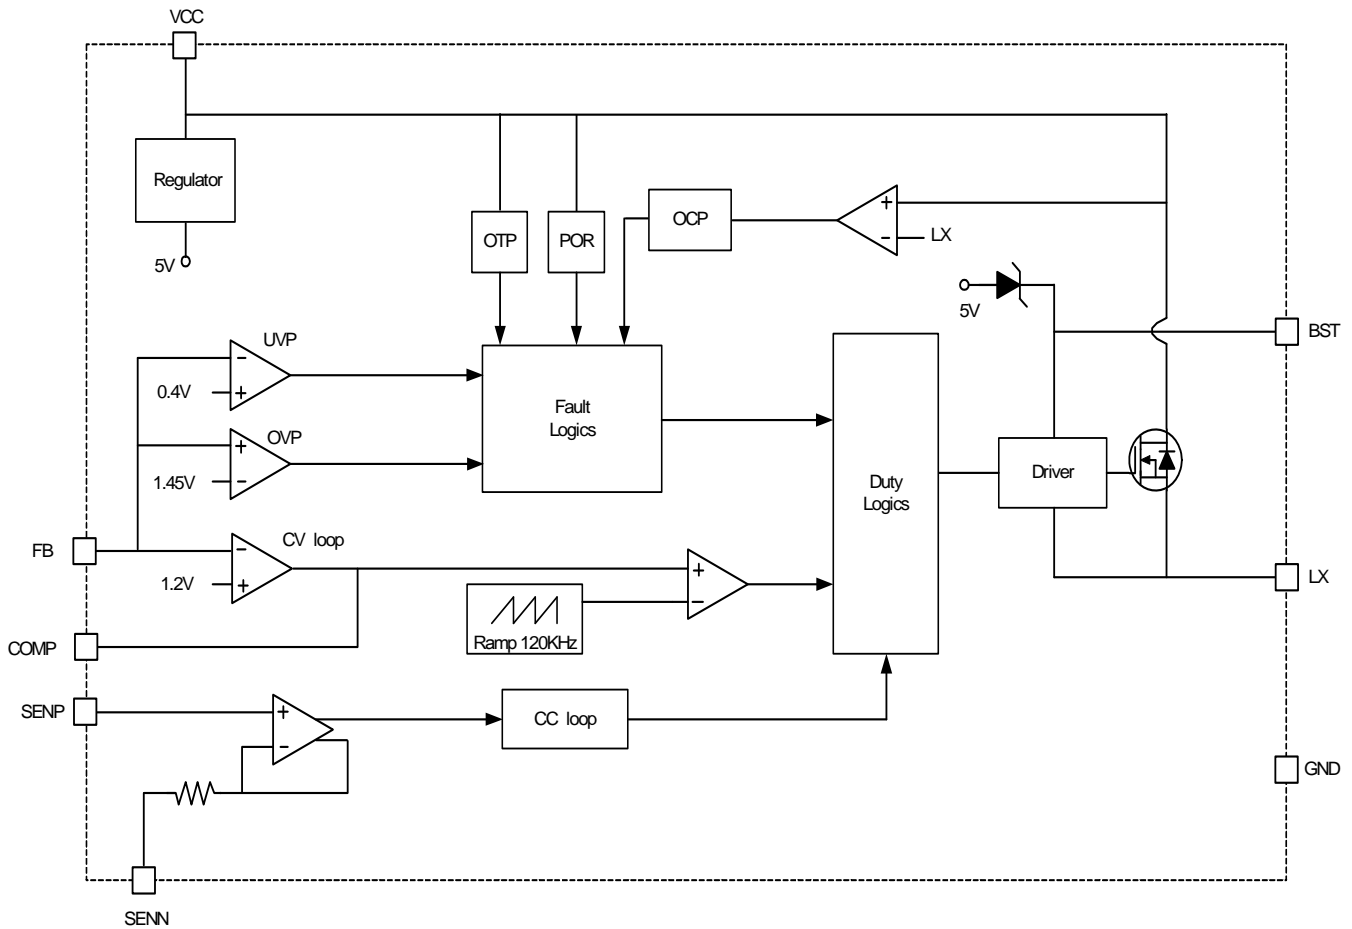 VCC
Regulator
5V
OTP
POR
OCP
+
−
LX
5V
BST
UVP
−
0.4V
+
OVP
+
1.45V
−
Fault
Logics
Duty
Logics
Driver
FB
CV loop
−
1.2V
+
+
−
Ramp 120KHz
LX
COMP
SENP
+
−
CC loop
GND
SENN